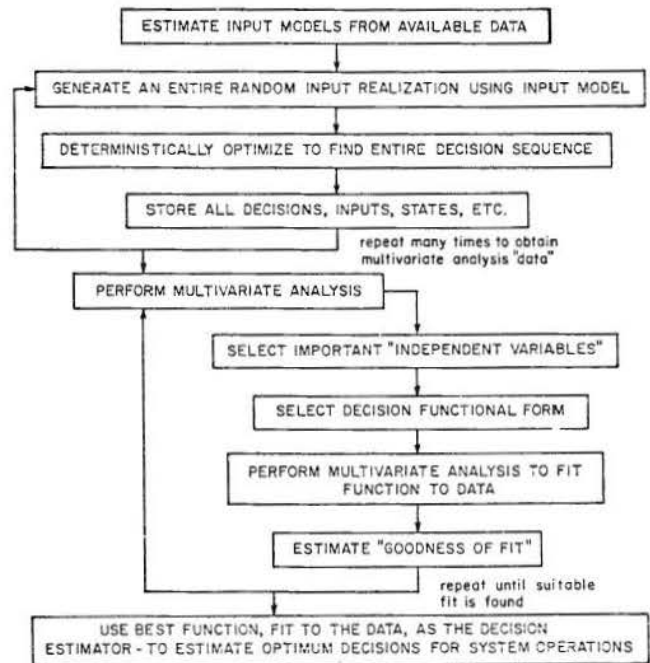 ESTIMATE INPUT MODELS FROM AVAILABLE DATA
GENERATE AN ENTIRE RANDOM INPUT REALIZATION USING INPUT MODEL
DETERMINISTICALLY OPTIMIZE TO FIND ENTIRE DECISION SEQUENCE
STORE ALL DECISIONS, INPUTS, STATES, ETC.
repeat many times to obtain
multivariate analysis "data"
PERFORM MULTIVARIATE ANALYSIS
SELECT IMPORTANT "INDEPENDENT VARIABLES"
SELECT DECISION FUNCTIONAL FORM
PERFORM MULTIVARIATE ANALYSIS TO FIT
FUNCTION TO DATA
ESTIMATE "GOODNESS OF FIT"
repeat until suitable
fit is found
USE BEST FUNCTION, FIT TO THE DATA, AS THE DECISION
ESTIMATOR - TO ESTIMATE OPTIMUM DECISIONS FOR SYSTEM OPERATIONS